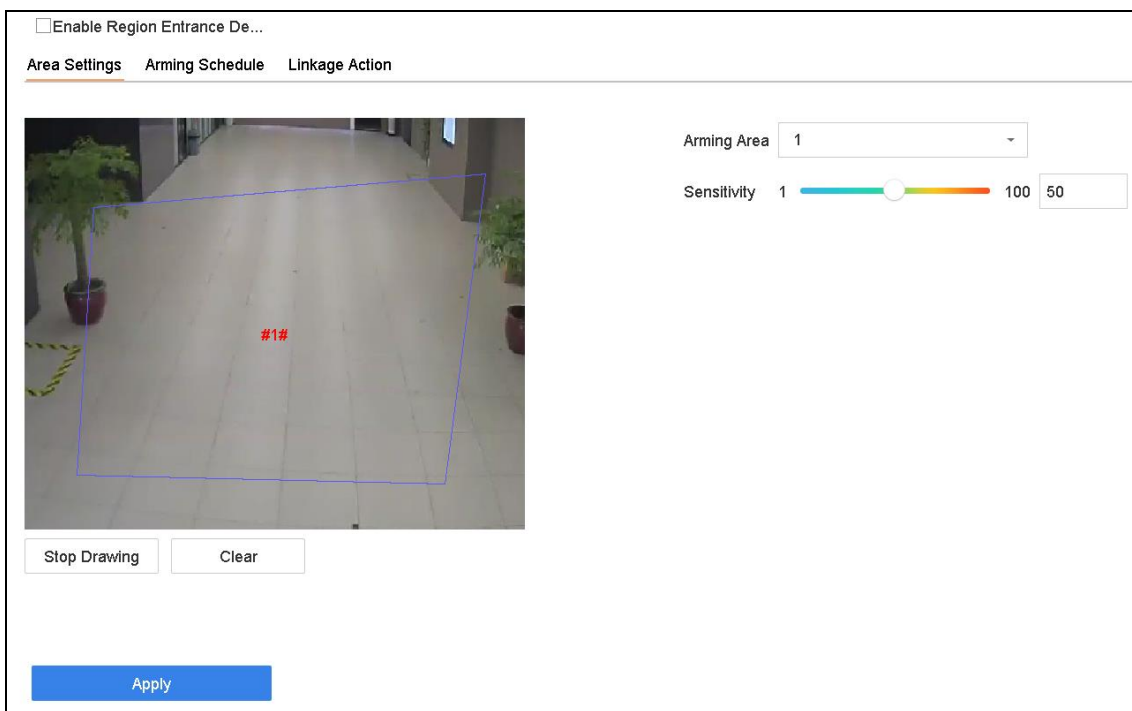 Enable Region Entrance De...
Area Settings Arming Schedule Linkage Action
Arming Area 1
Sensitivity 1 100 50
#1#
Stop Drawing Clear
Apply